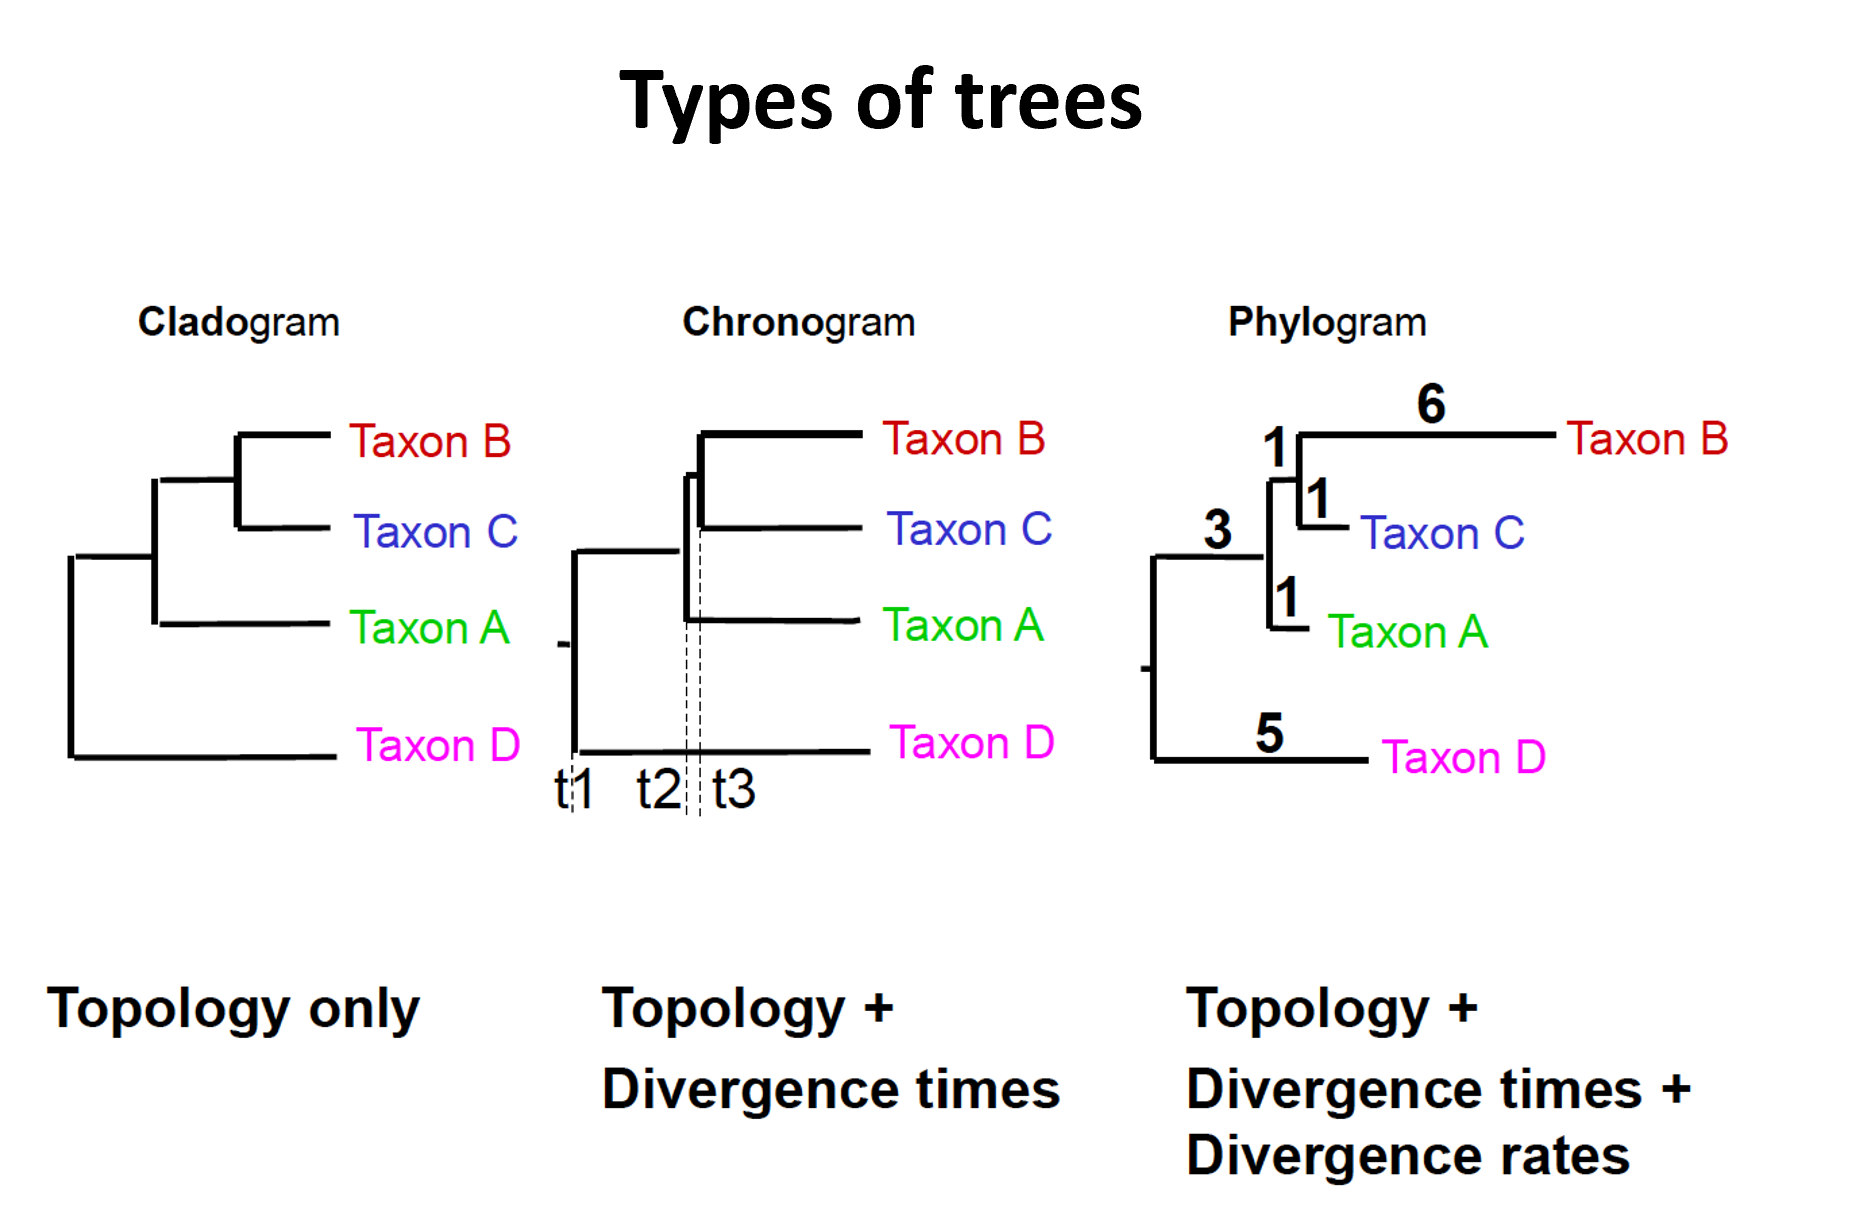 Types of trees
Cladogram
Taxon B
Taxon C
Taxon A
Taxon D
Topology only
Chronogram
Taxon B
Taxon C
Taxon A
Taxon D
t1 t2 t3
Topology +
Divergence times
Phylogram
6
1 Taxon B
1
3 Taxon C
1
Taxon A
5
Taxon D
Topology +
Divergence times +
Divergence rates